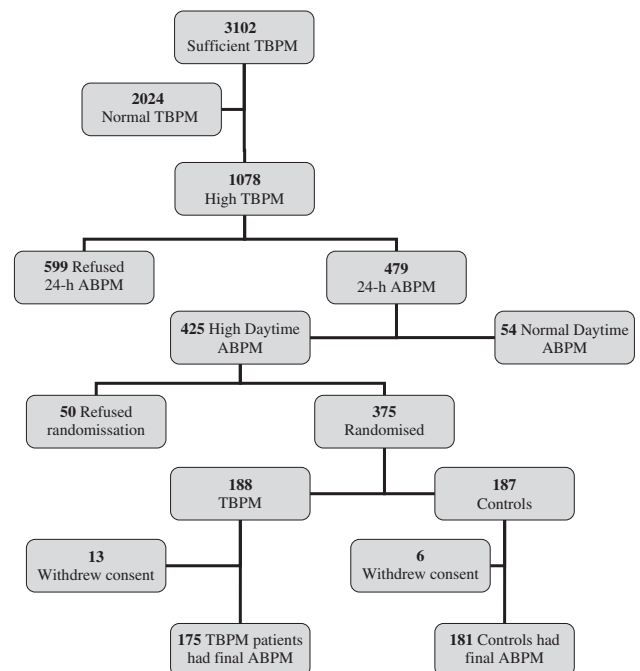 3102
Sufficient TBPM
2024
Normal TBPM
1078
High TBPM
599 Refused
24-h ABPM
479
24-h ABPM
425 High Daytime
ABPM
54 Normal Daytime
ABPM
50 Refused
randomissation
375
Randomised
188
TBPM
187
Controls
13
Withdrew consent
6
Withdrew consent
175 TBPM patients
had final ABPM
181 Controls had
final ABPM